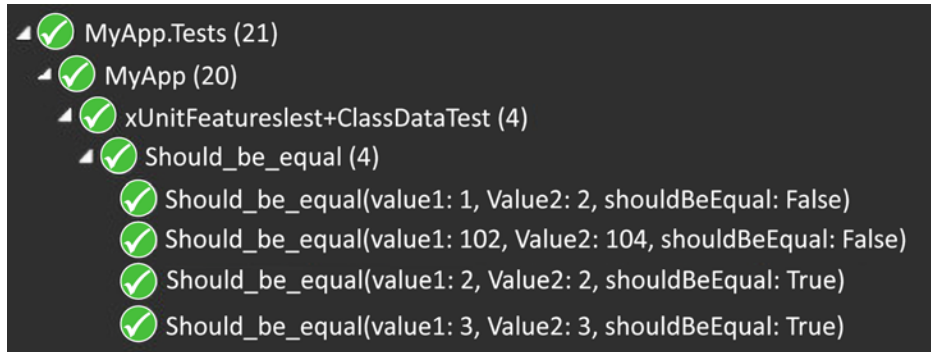 MyApp.Tests (21)
MyApp (20)
xUnitFeatureslest+ClassDataTest (4)
Should_be_equal (4)
Should_be_equal(value1: 1, Value2: 2, shouldBeEqual: False)
Should_be_equal(value1: 102, Value2: 104, shouldBeEqual: False)
Should_be_equal(value1: 2, Value2: 2, shouldBeEqual: True)
Should_be_equal(value1: 3, Value2: 3, shouldBeEqual: True)